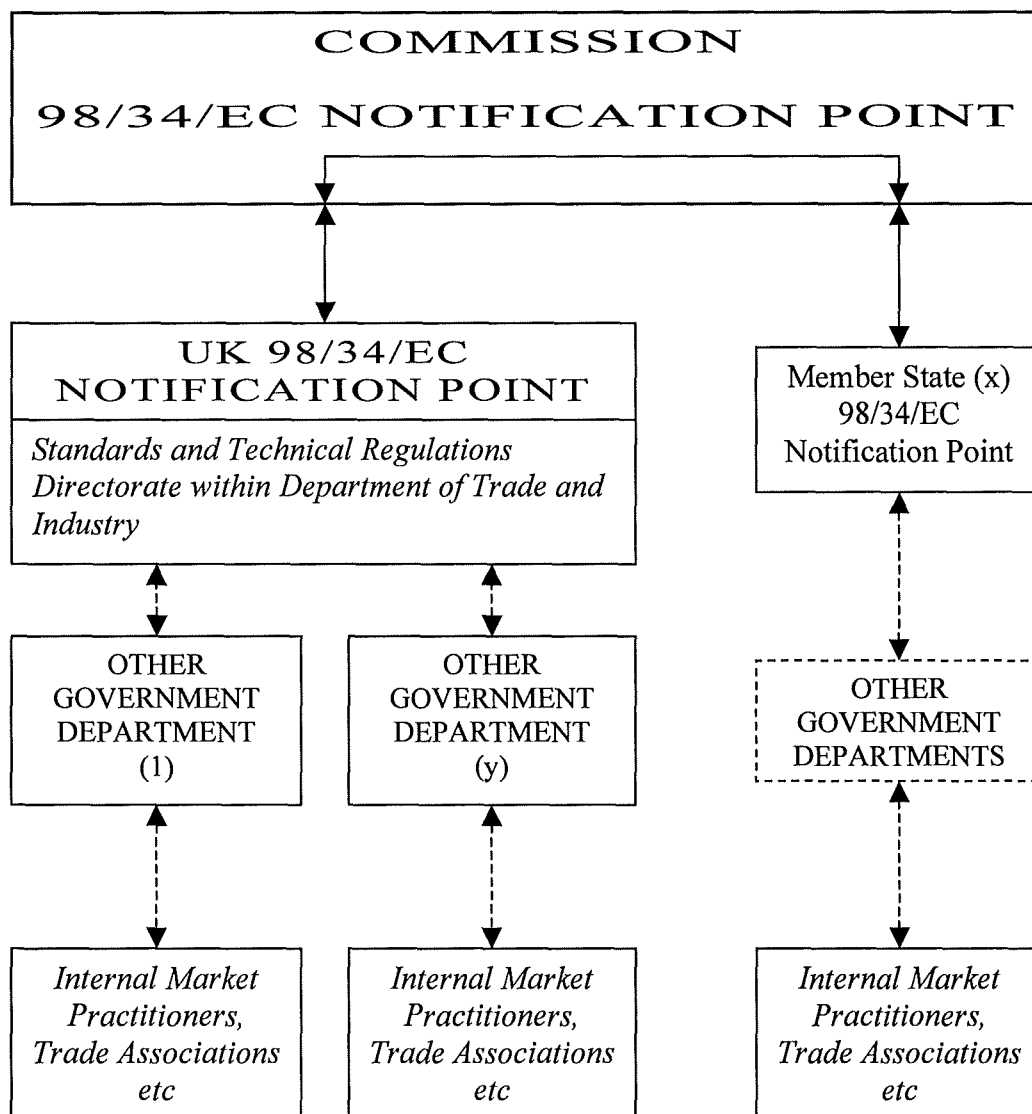 COMMISSION
98/34/EC NOTIFICATION POINT
UK 98/34/EC
NOTIFICATION POINT
Standards and Technical Regulations
Directorate within Department of Trade and
Industry
Member State (x)
98/34/EC
Notification Point
OTHER
GOVERNMENT
DEPARTMENT
(1)
OTHER
GOVERNMENT
DEPARTMENT
(y)
OTHER
GOVERNMENT
DEPARTMENTS
Internal Market
Practitioners,
Trade Associations
etc
Internal Market
Practitioners,
Trade Associations
etc
Internal Market
Practitioners,
Trade Associations
etc